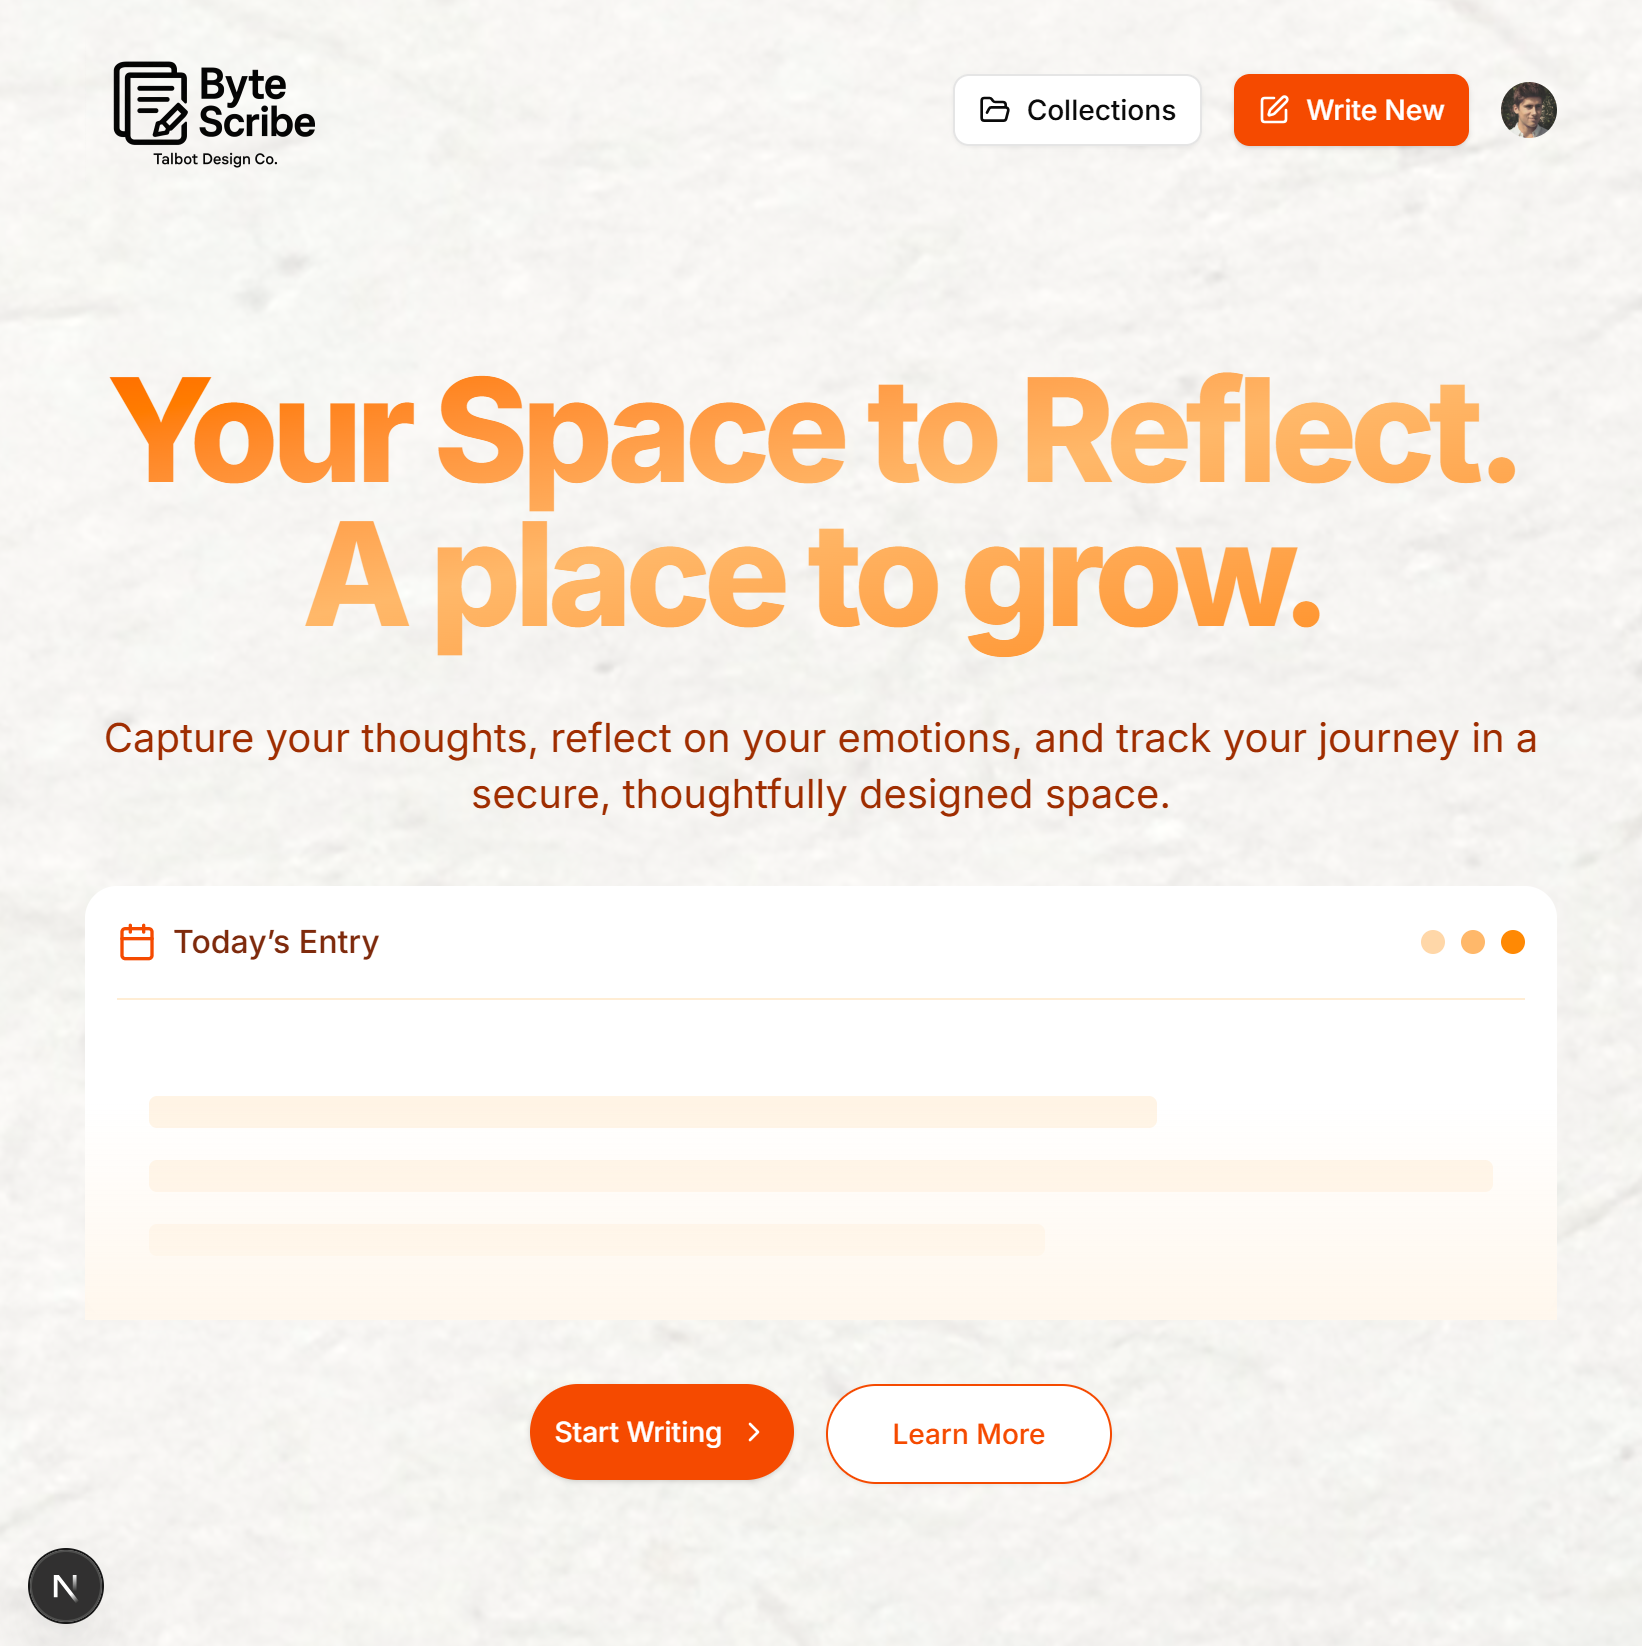 Byte
Scribe
Talbot Design Co.
Collections
Write New
Your Space to Reflect.
A place to grow.
Capture your thoughts, reflect on your emotions, and track your journey in a
secure, thoughtfully designed space.
Today’s Entry
Start Writing
Learn More
N